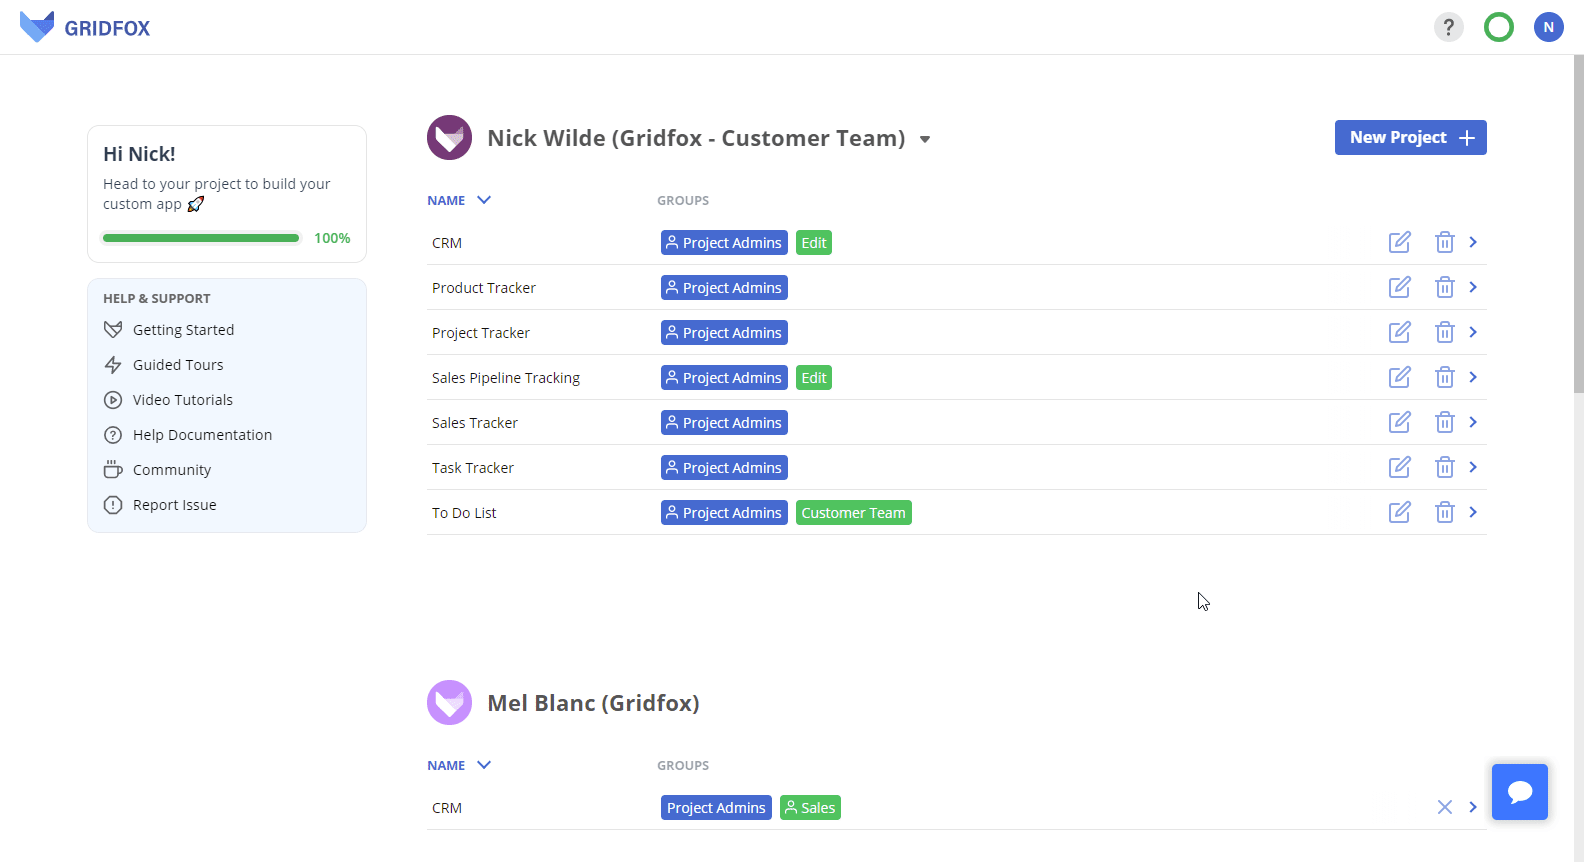 GRIDFOX
?
N
Hi Nick!
Head to your project to build your
custom app
100%
HELP & SUPPORT
Getting Started
Guided Tours
Video Tutorials
Help Documentation
Community
Report Issue
Nick Wilde (Gridfox - Customer Team)
New Project
NAME GROUPS
CRM Project Admins Edit
Product Tracker Project Admins
Project Tracker Project Admins
Sales Pipeline Tracking Project Admins Edit
Sales Tracker Project Admins
Task Tracker Project Admins
To Do List Project Admins Customer Team
Mel Blanc (Gridfox)
NAME GROUPS
CRM Project Admins Sales